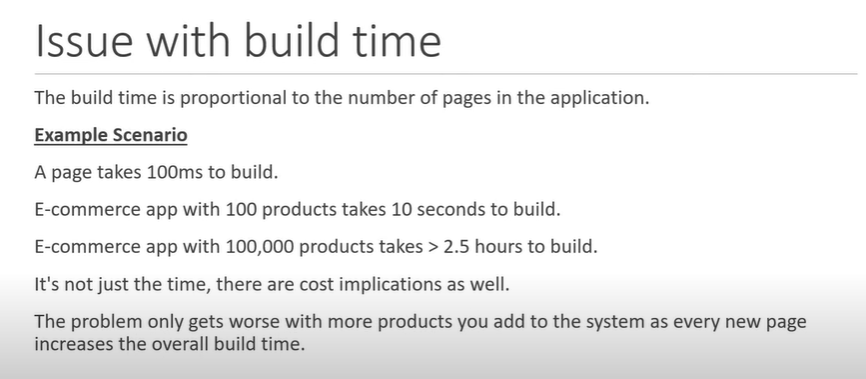 Issue with build time
The build time is proportional to the number of pages in the application.
Example Scenario
A page takes 100ms to build.
E-commerce app with 100 products takes 10 seconds to build.
E-commerce app with 100,000 products takes > 2.5 hours to build.
It's not just the time, there are cost implications as well.
The problem only gets worse with more products you add to the system as every new page
increases the overall build time.